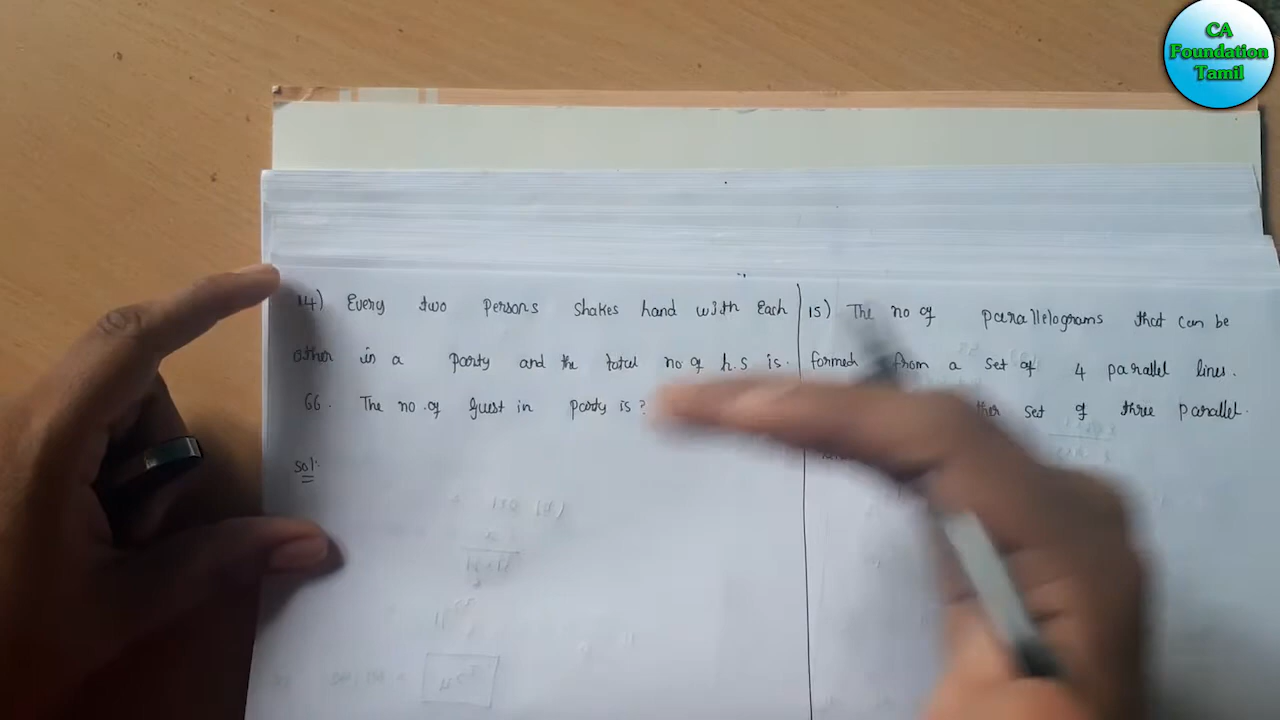 CA
Foundation
Tamil
14) Every two persons shakes hand with Each
other in a party and the total no of h.s is.
66. The no. of guest in party is?
Sol:
15) The no of parallelograms that can be
formed from a set of 4 parallel lines.
set of three parallel.